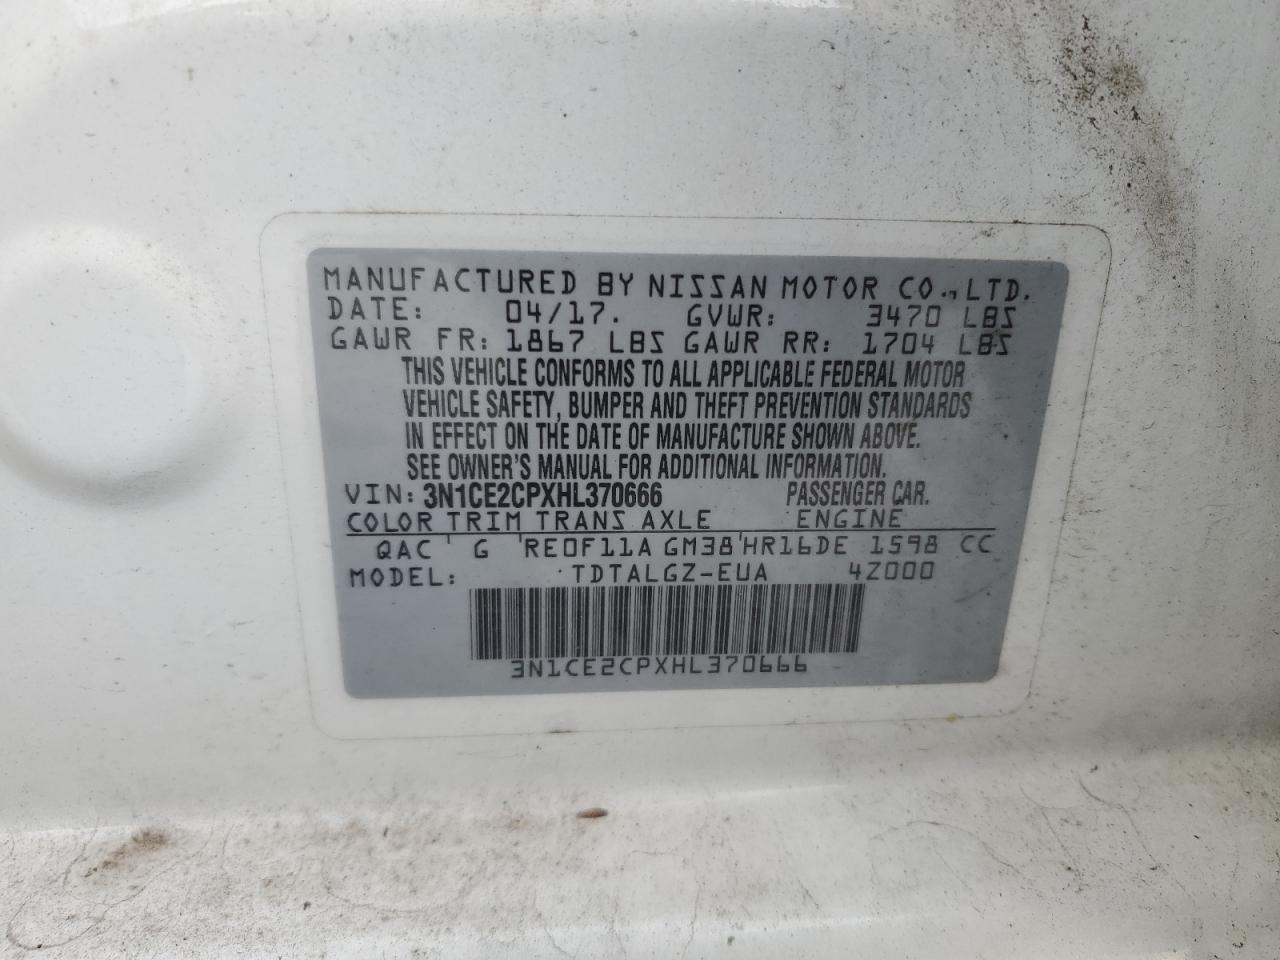 MANUFACTURED BY NISSAN MOTOR CO.,LTD.
DATE: 04/17. GVWR: 3470 LBS
GAWR FR: 1867 LBS GAWR RR: 1704 LBS
THIS VEHICLE CONFORMS TO ALL APPLICABLE FEDERAL MOTOR
VEHICLE SAFETY, BUMPER AND THEFT PREVENTION STANDARDS
IN EFFECT ON THE DATE OF MANUFACTURE SHOWN ABOVE.
SEE OWNER'S MANUAL FOR ADDITIONAL INFORMATION.
VIN: 3N1CE2CPXHL370666 PASSENGER CAR.
COLOR TRIM TRANS AXLE ENGINE
QAC G RE0F11A GM38 HR16DE 1598 CC
MODEL: TDTALGZ-EUA 4Z000
3N1CE2CPXHL370666